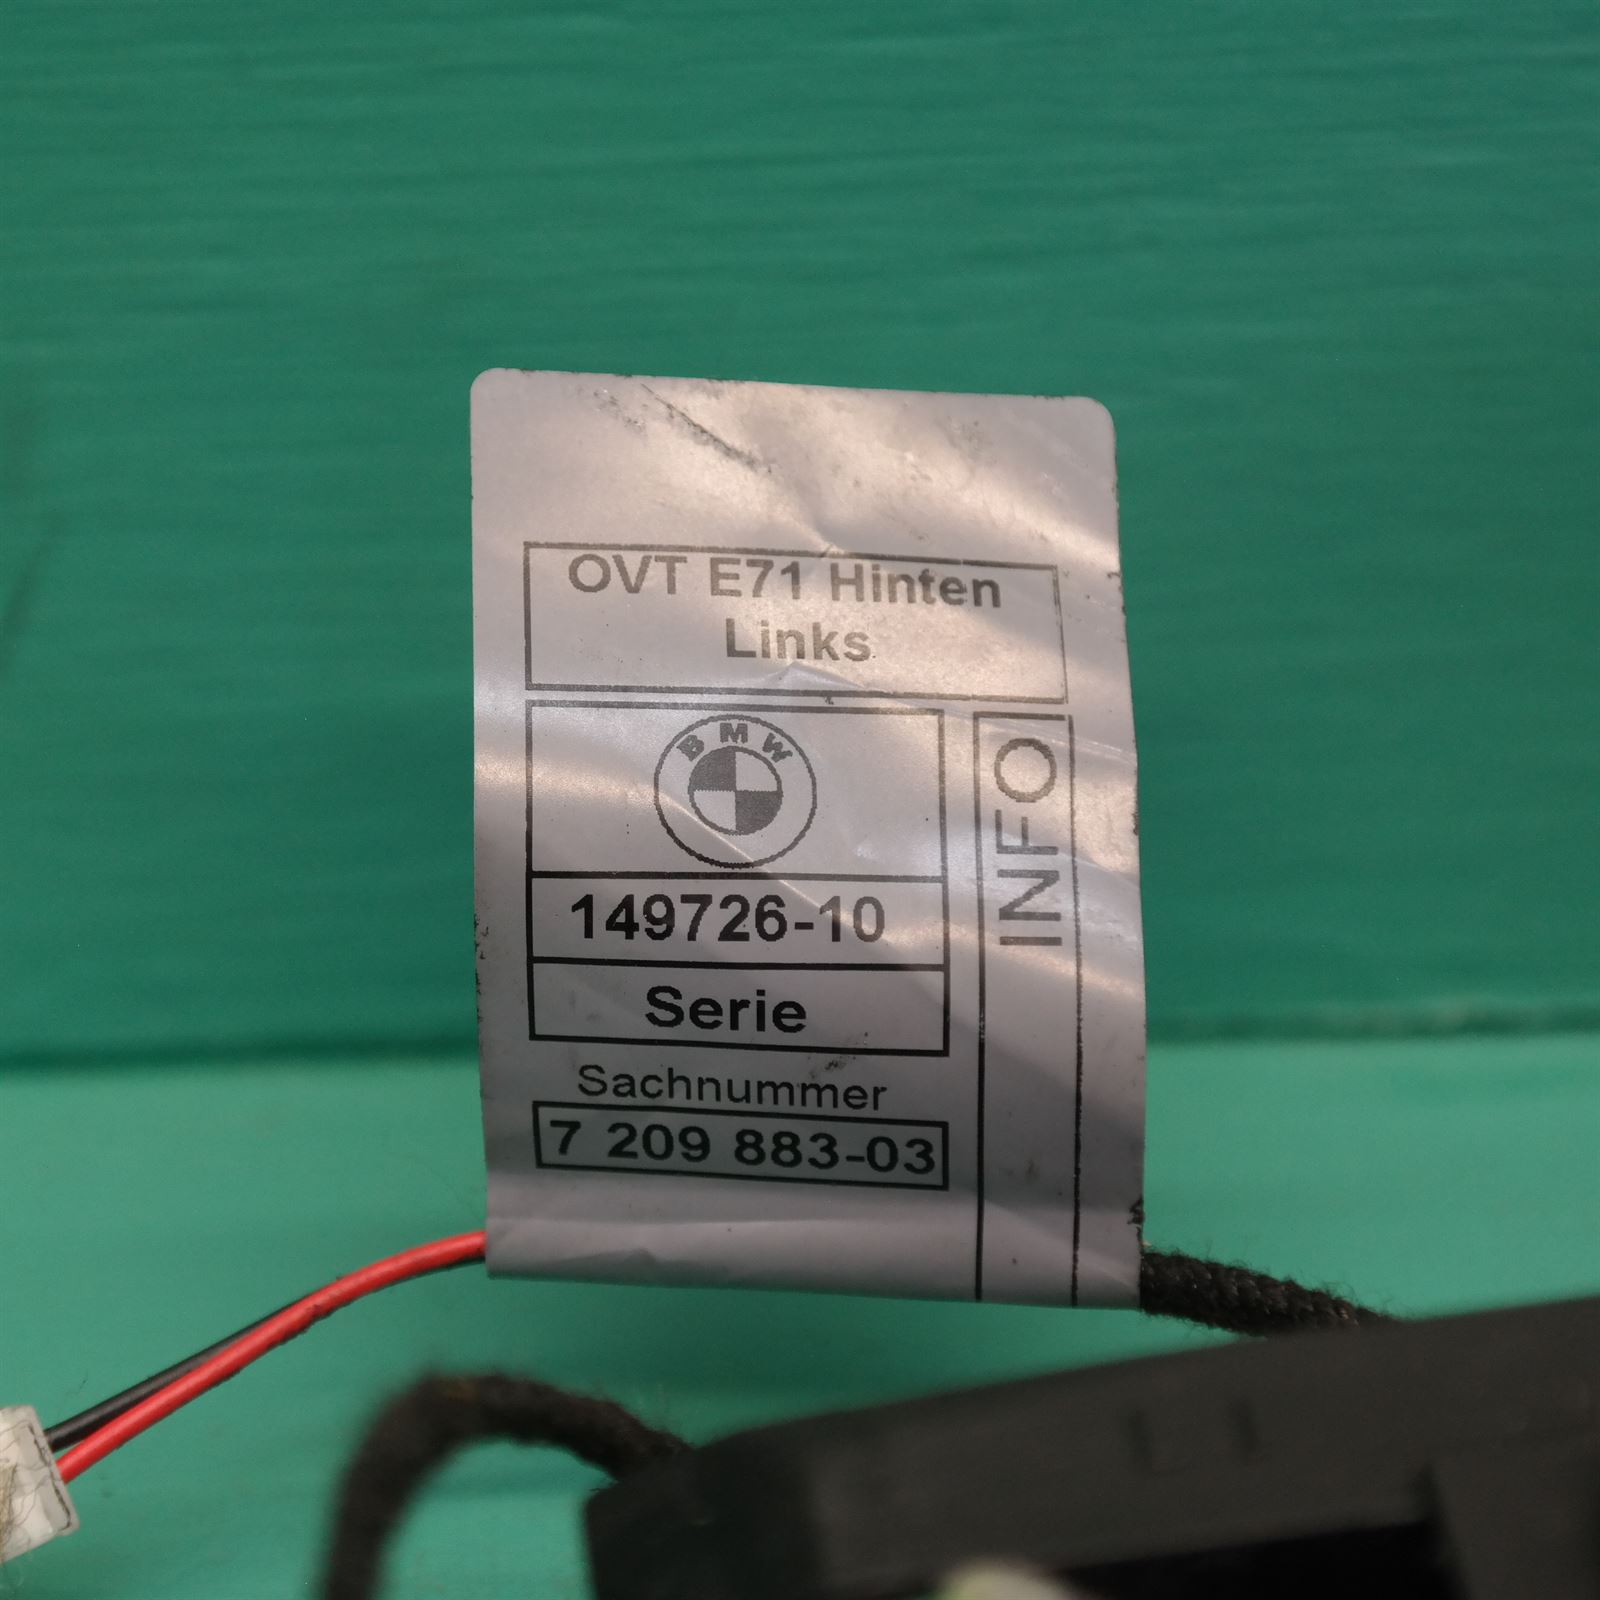 OVT E71 Hinten
Links
BMW
INFO
149726-10
Serie
Sachnummer
7 209 883-03